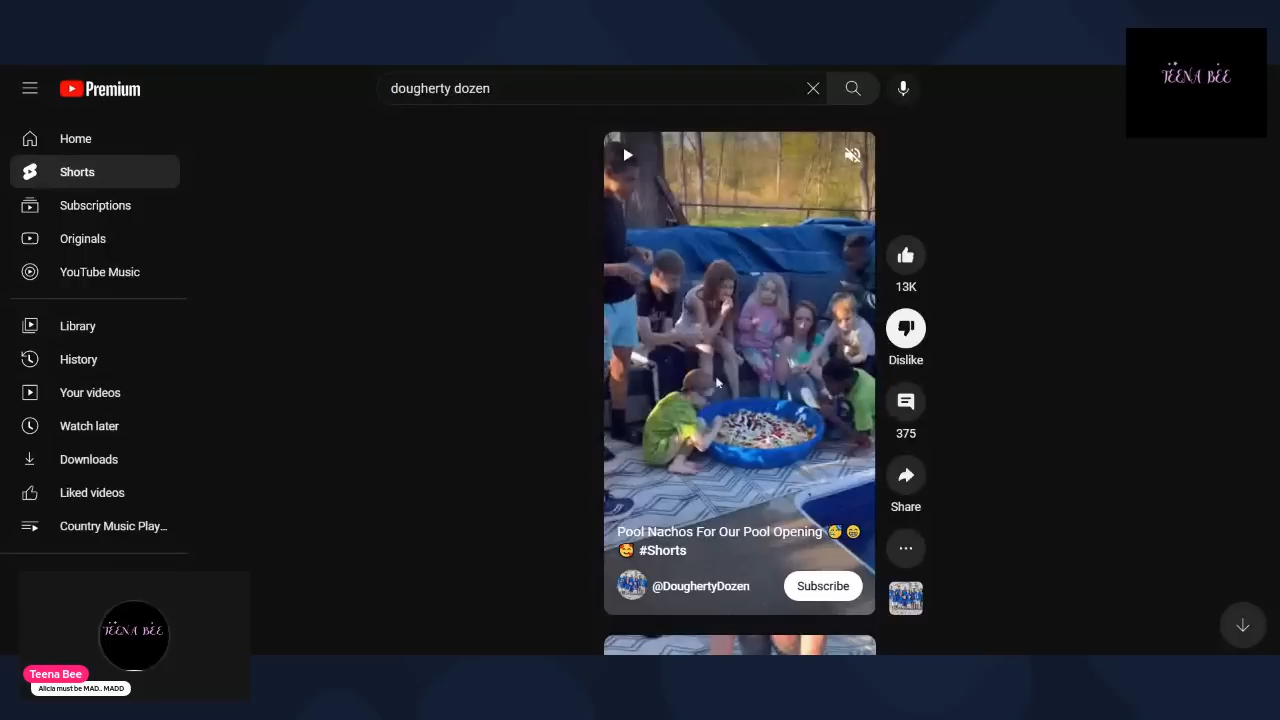 Premium
dougherty dozen
TEENA BEE
Home
Shorts
Subscriptions
Originals
YouTube Music
Library
History
Your videos
Watch later
Downloads
Liked videos
Country Music Play...
13K
Dislike
375
Share
Pool Nachos For Our Pool Opening
#Shorts
@DoughertyDozen
Subscribe
TEENA BEE
Teena Bee
Alicia must be MAD.. MADD